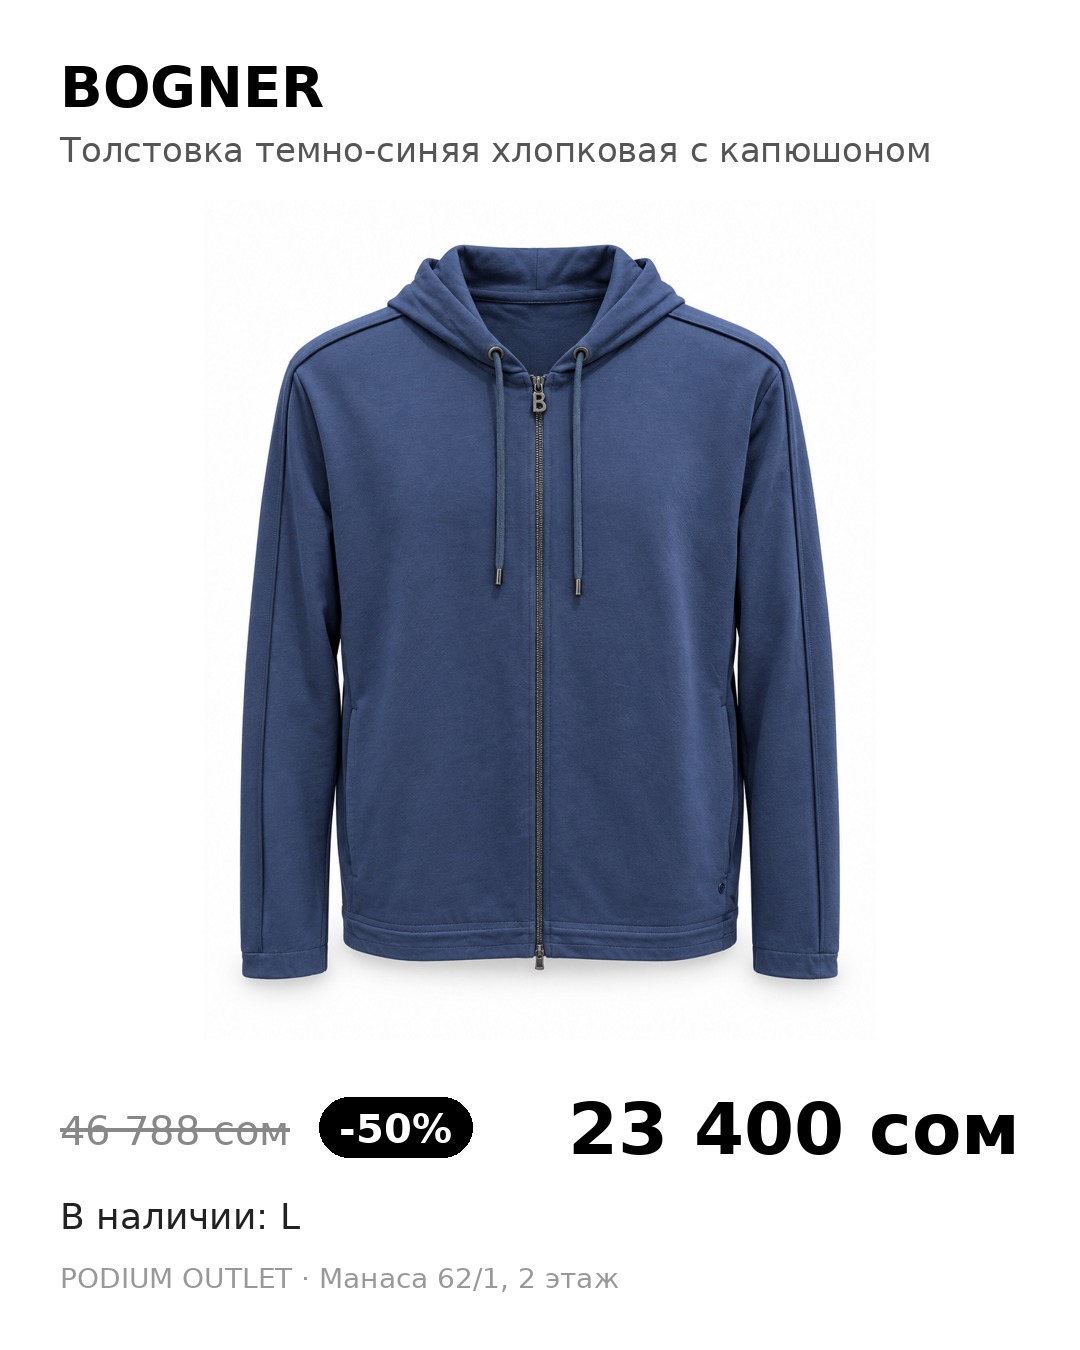 BOGNER
Толстовка темно-синяя хлопковая с капюшоном
B
46 788 сом -50% 23 400 сом
В наличии: L
PODIUM OUTLET · Манаса 62/1, 2 этаж